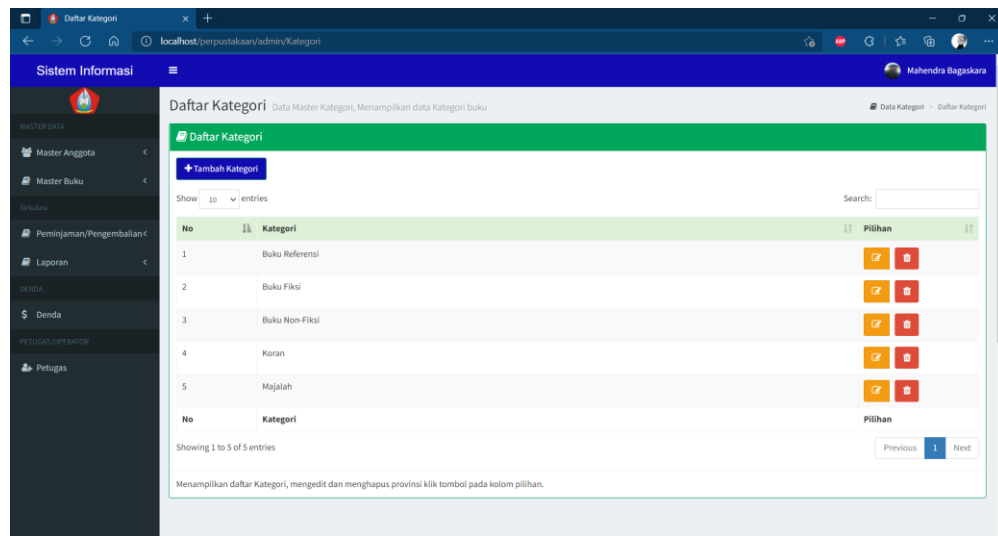 Daftar Kategori
localhost/perpustakaan/admin/Kategori
Sistem Informasi
Mahendra Bagaskara
Daftar Kategori Data Master Kategori, Menampilkan data Kategori buku
Data Kategori > Daftar Kategori
MASTER DATA
Master Anggota
Master Buku
Sirkulasi
Peminjaman/Pengembalian
Laporan
DENDA
$ Denda
PETUGAS/OPERATOR
Petugas
Daftar Kategori
+Tambah Kategori
Show 10 entries
Search:
No Kategori Pilihan
1 Buku Referensi
2 Buku Fiksi
3 Buku Non-Fiksi
4 Koran
5 Majalah
No Kategori Pilihan
Showing 1 to 5 of 5 entries
Previous 1 Next
Menampilkan daftar Kategori, mengedit dan menghapus provinsi klik tombol pada kolom pilihan.